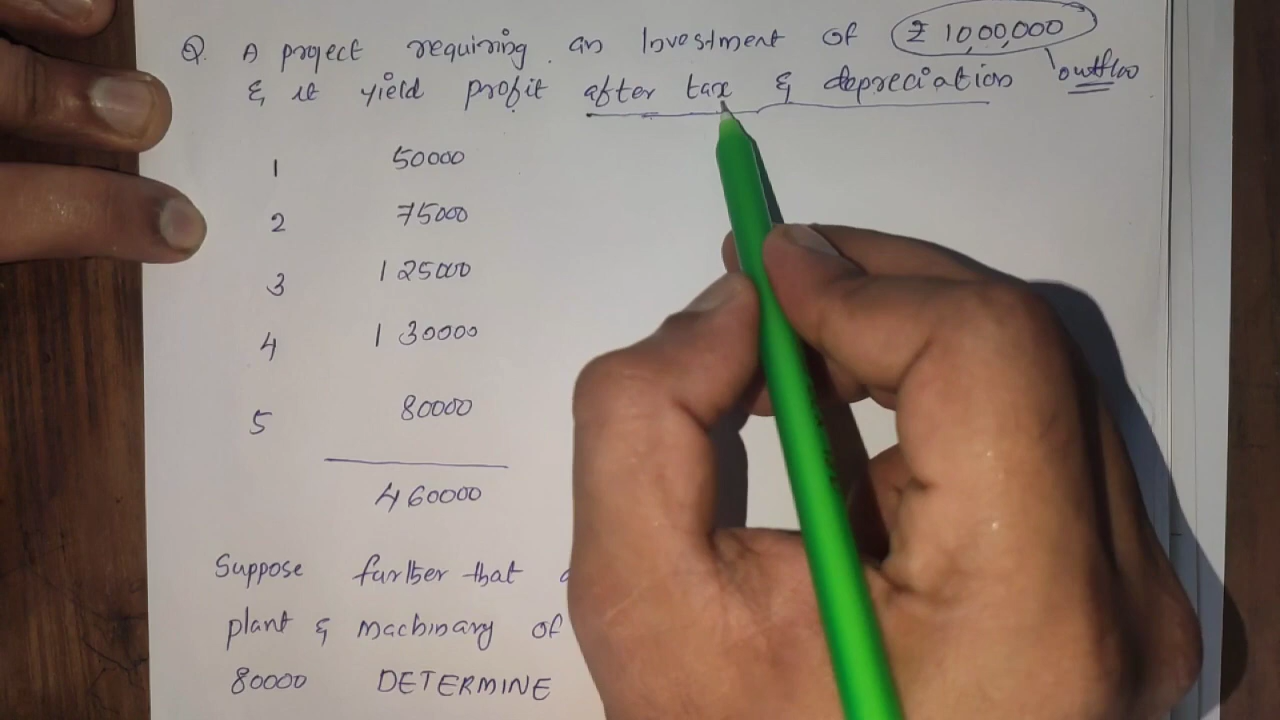 Q. A project requiring an Investment of ₹ 10,00,000
& it yield profit after tax & depreciation outflow
1 50000
2 75000
3 125000
4 130000
5 80000
460000
Suppose further that
plant & machinary of
80000 DETERMINE